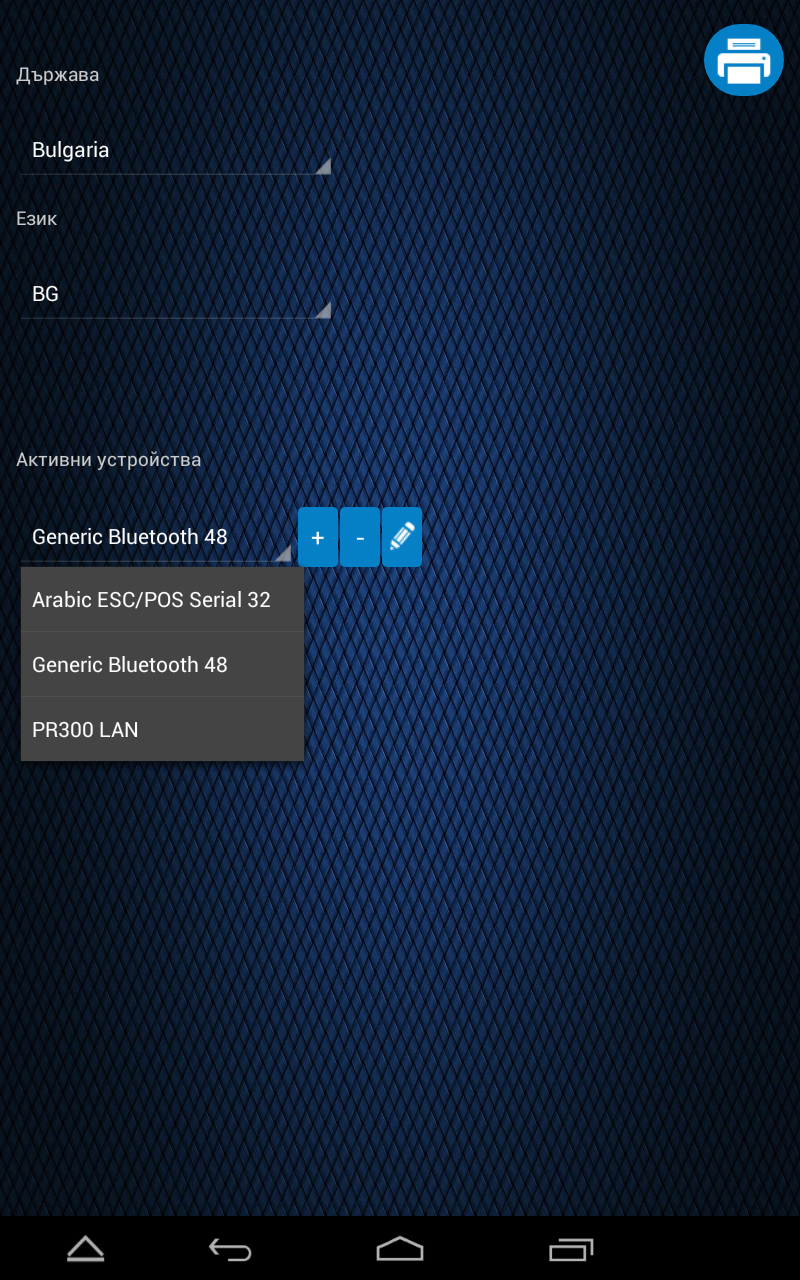 Държава
Bulgaria
Език
BG
Активни устройства
Generic Bluetooth 48
+
-
Arabic ESC/POS Serial 32
Generic Bluetooth 48
PR300 LAN